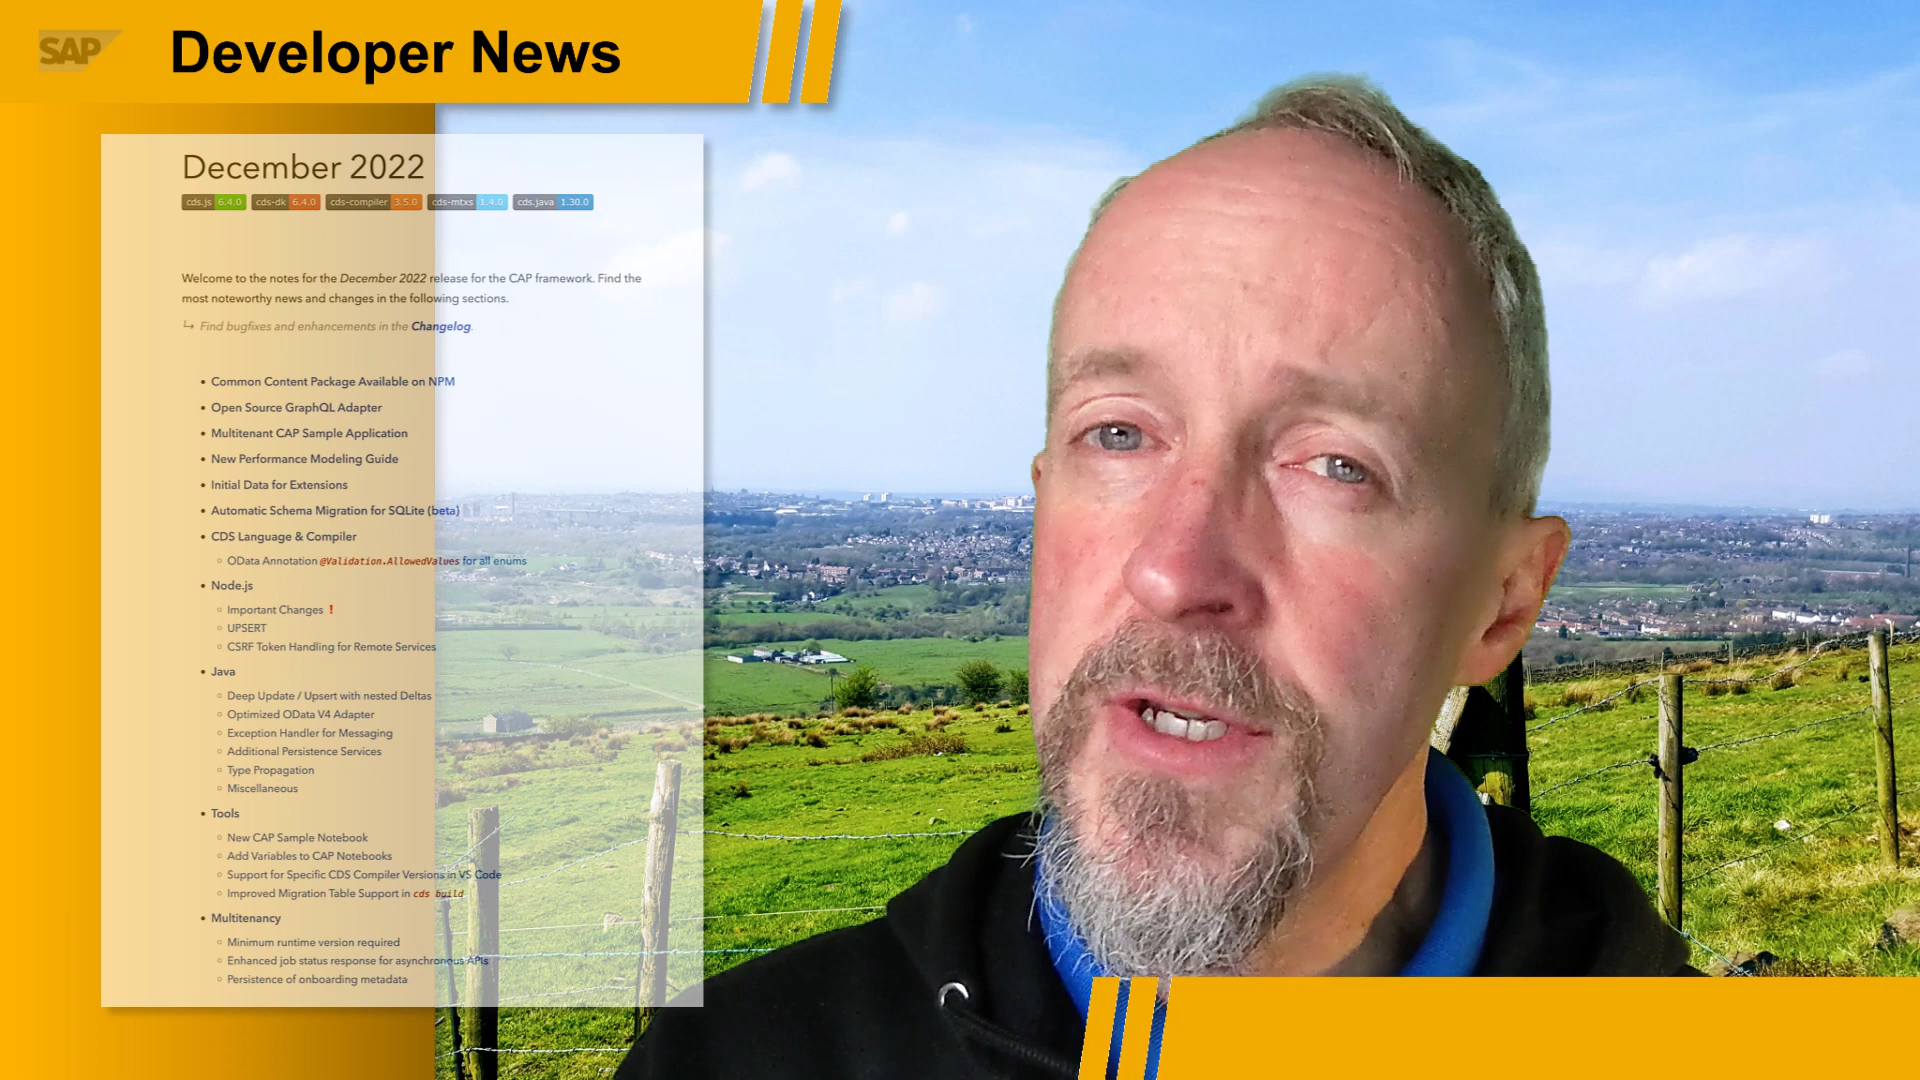 SAP
Developer News
December 2022
cds.js 6.4.0 cds-dk 6.4.0 cds-compiler 3.5.0 cds-mtxs 1.4.0 cds.java 1.30.0
Welcome to the notes for the December 2022 release for the CAP framework. Find the
most noteworthy news and changes in the following sections.
↳ Find bugfixes and enhancements in the Changelog.
• Common Content Package Available on NPM
• Open Source GraphQL Adapter
• Multitenant CAP Sample Application
• New Performance Modeling Guide
• Initial Data for Extensions
• Automatic Schema Migration for SQLite (beta)
• CDS Language & Compiler
◦ OData Annotation @Validation.AllowedValues for all enums
• Node.js
◦ Important Changes ❗
◦ UPSERT
◦ CSRF Token Handling for Remote Services
• Java
◦ Deep Update / Upsert with nested Deltas
◦ Optimized OData V4 Adapter
◦ Exception Handler for Messaging
◦ Additional Persistence Services
◦ Type Propagation
◦ Miscellaneous
• Tools
◦ New CAP Sample Notebook
◦ Add Variables to CAP Notebooks
◦ Support for Specific CDS Compiler Versions in VS Code
◦ Improved Migration Table Support in cds build
• Multitenancy
◦ Minimum runtime version required
◦ Enhanced job status response for asynchronous APIs
◦ Persistence of onboarding metadata